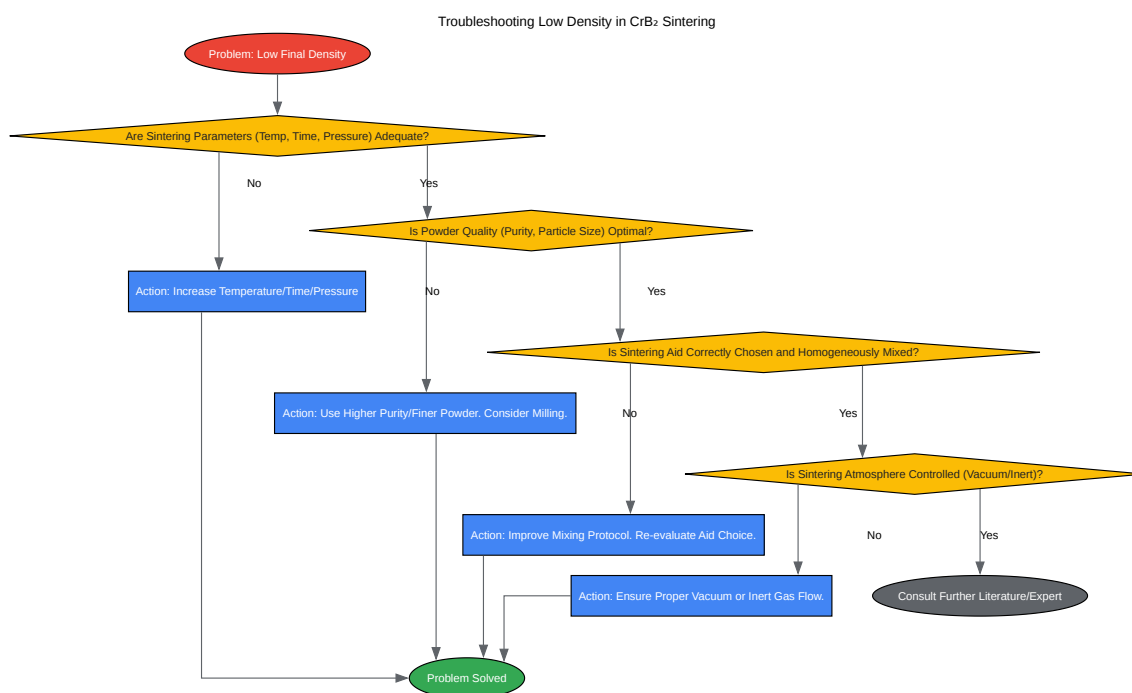 Troubleshooting Low Density in CrB₂ Sintering
Problem: Low Final Density
Are Sintering Parameters (Temp, Time, Pressure) Adequate?
No
Yes
Is Powder Quality (Purity, Particle Size) Optimal?
Action: Increase Temperature/Time/Pressure
No
Yes
Is Sintering Aid Correctly Chosen and Homogeneously Mixed?
Action: Use Higher Purity/Finer Powder. Consider Milling.
No
Yes
Is Sintering Atmosphere Controlled (Vacuum/Inert)?
Action: Improve Mixing Protocol. Re-evaluate Aid Choice.
No
Yes
Action: Ensure Proper Vacuum or Inert Gas Flow.
Consult Further Literature/Expert
Problem Solved